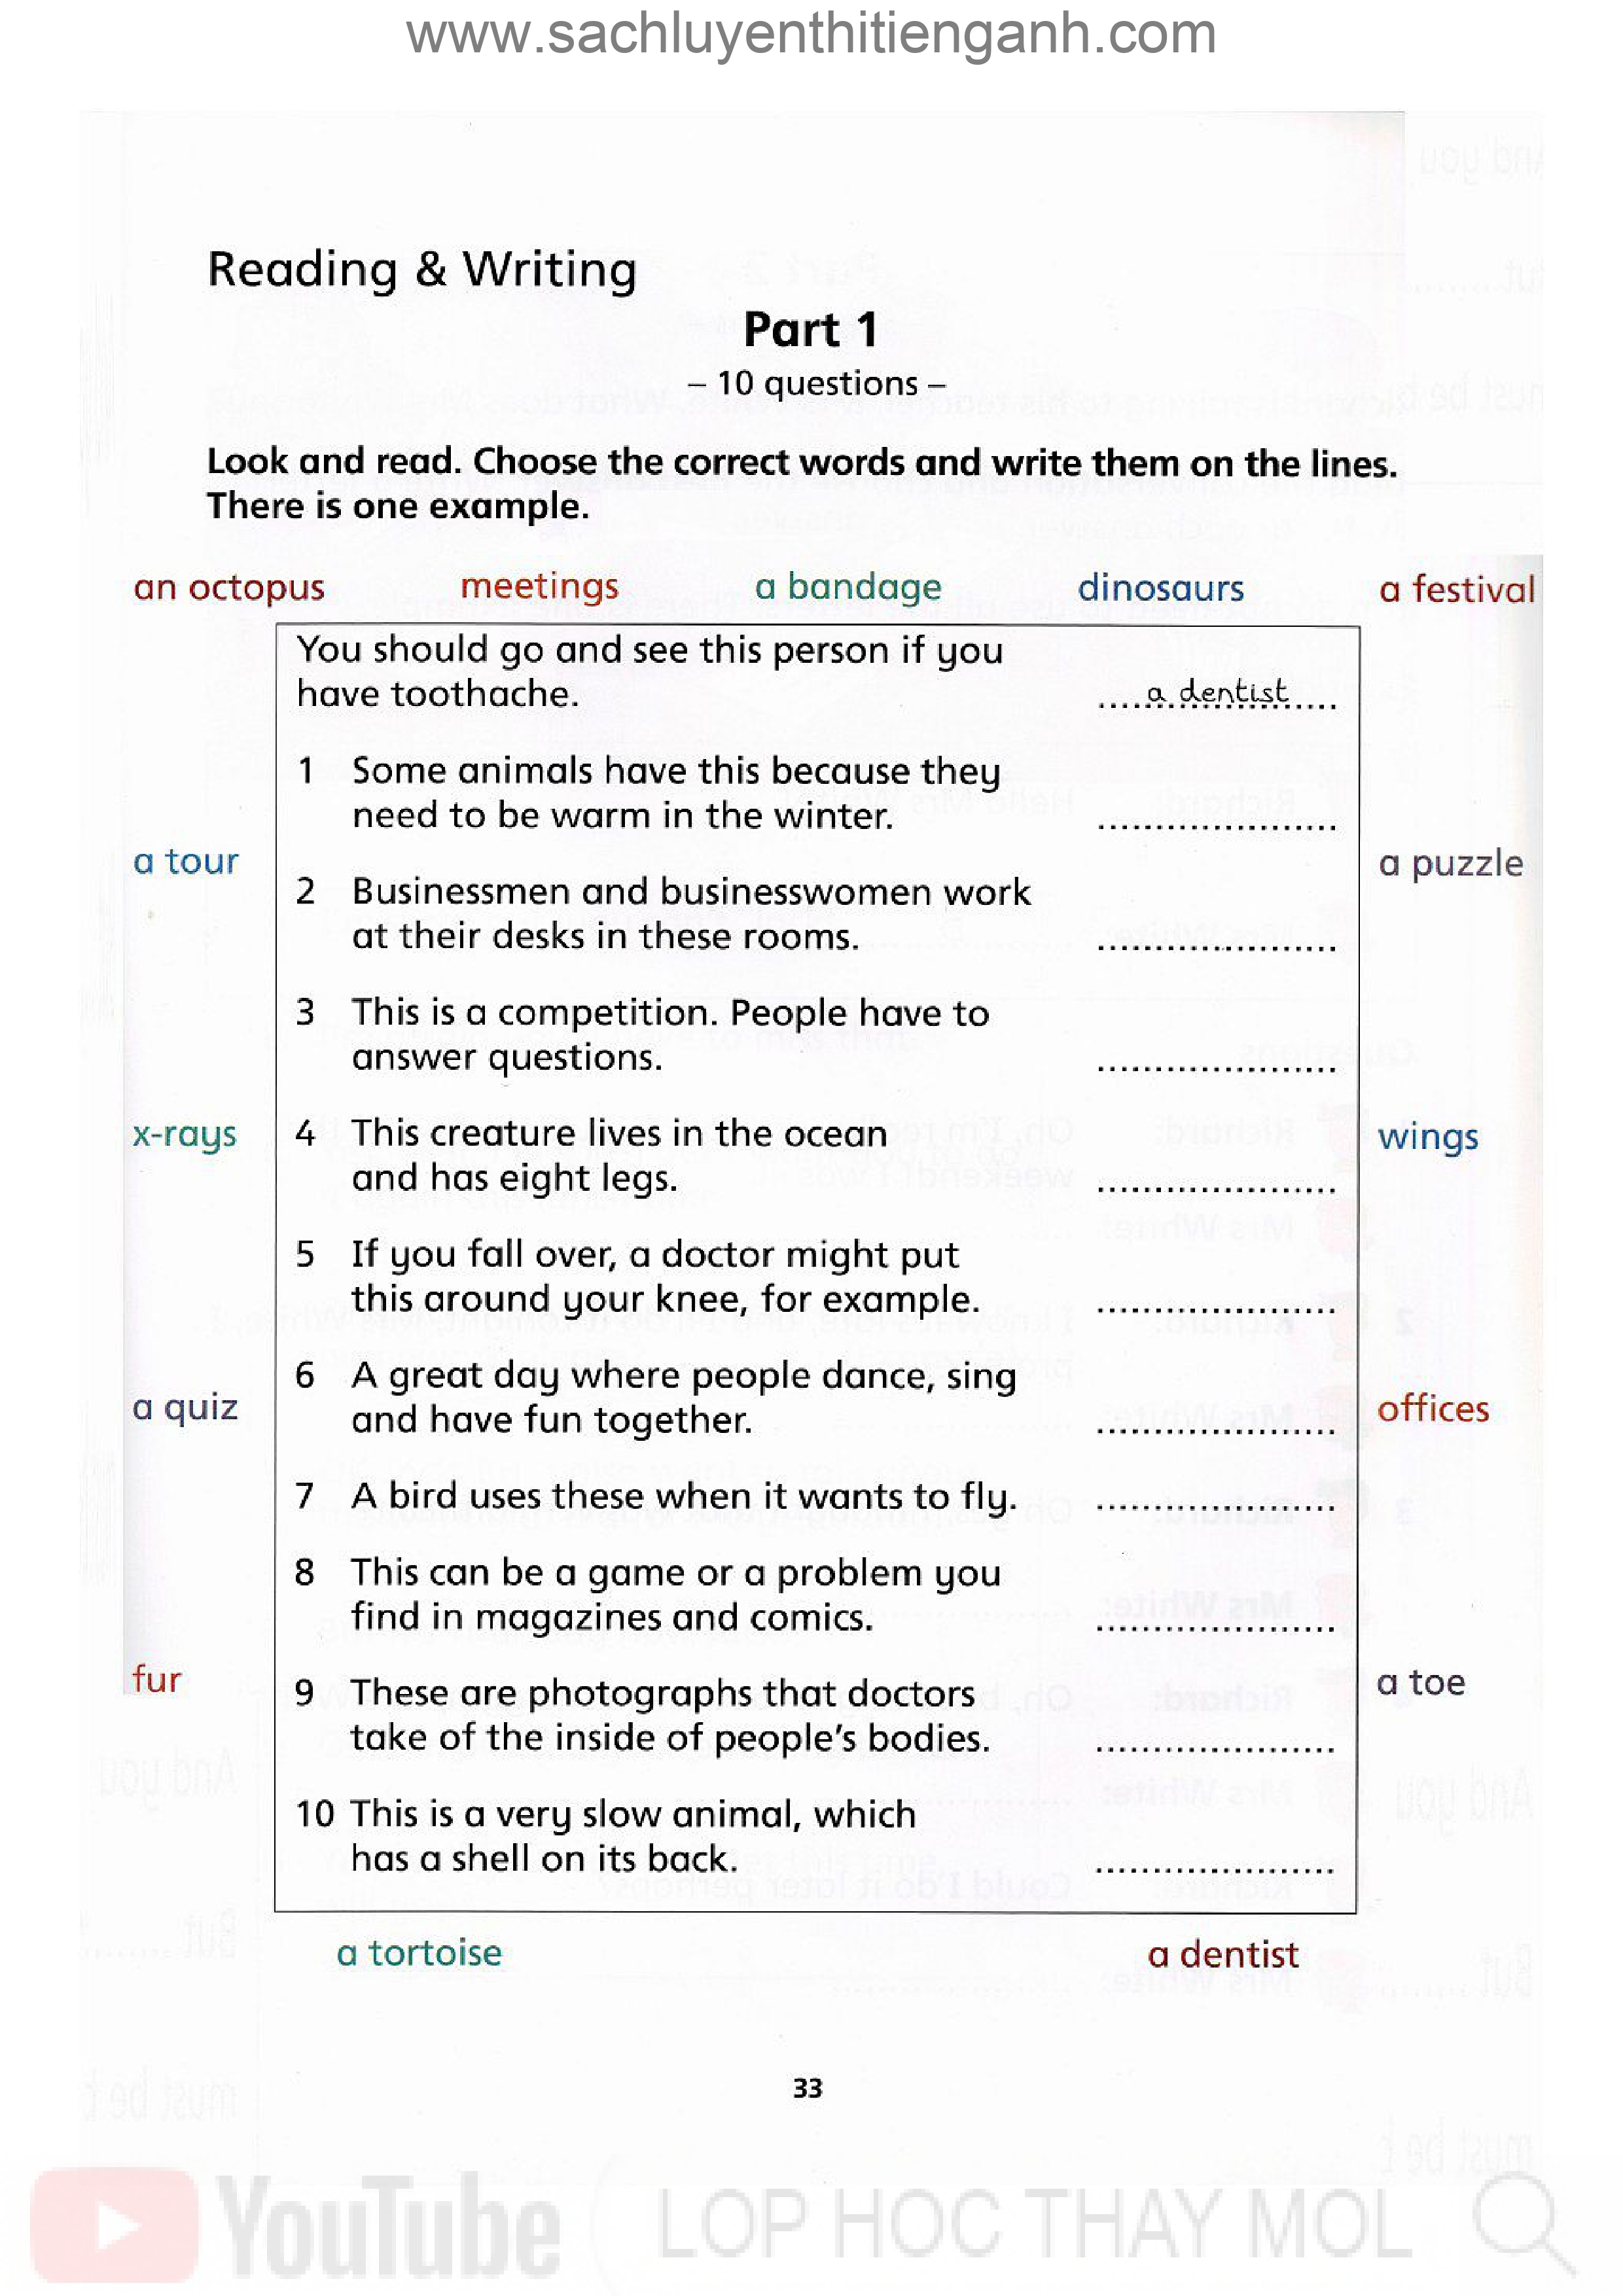 www.sachluyenthitienganh.com
Reading & Writing
Part 1
– 10 questions –
Look and read. Choose the correct words and write them on the lines.
There is one example.
an octopus meetings a bandage dinosaurs a festival
You should go and see this person if you
have toothache. a dentist
1 Some animals have this because they
need to be warm in the winter. ....................
a tour
a puzzle
2 Businessmen and businesswomen work
at their desks in these rooms. ....................
3 This is a competition. People have to
answer questions. ....................
x-rays
wings
4 This creature lives in the ocean
and has eight legs. ....................
5 If you fall over, a doctor might put
this around your knee, for example. ....................
6 A great day where people dance, sing
and have fun together. ....................
a quiz
offices
7 A bird uses these when it wants to fly. ....................
8 This can be a game or a problem you
find in magazines and comics. ....................
fur
a toe
9 These are photographs that doctors
take of the inside of people's bodies. ....................
10 This is a very slow animal, which
has a shell on its back. ....................
a tortoise a dentist
33
YouTube LOP HOC THAY MOL